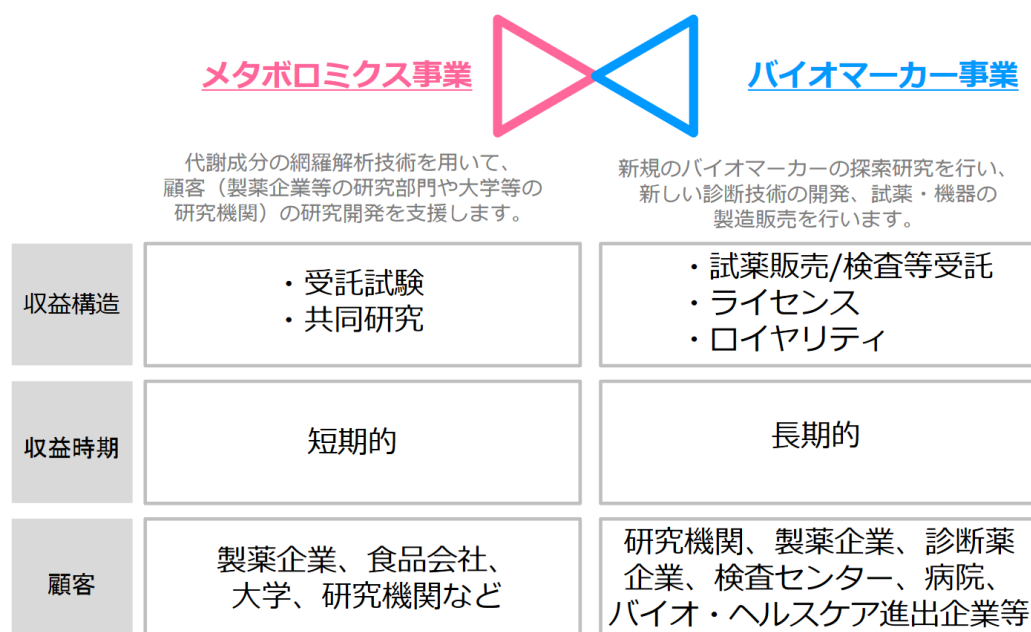 メタボロミクス事業
バイオマーカー事業
代謝成分の網羅解析技術を用いて、
顧客（製薬企業等の研究部門や大学等の
研究機関）の研究開発を支援します。
新規のバイオマーカーの探索研究を行い、
新しい診断技術の開発、試薬・機器の
製造販売を行います。
収益構造
・受託試験
・共同研究
・試薬販売/検査等受託
・ライセンス
・ロイヤリティ
収益時期
短期的
長期的
顧客
製薬企業、食品会社、
大学、研究機関など
研究機関、製薬企業、診断薬
企業、検査センター、病院、
バイオ・ヘルスケア進出企業等